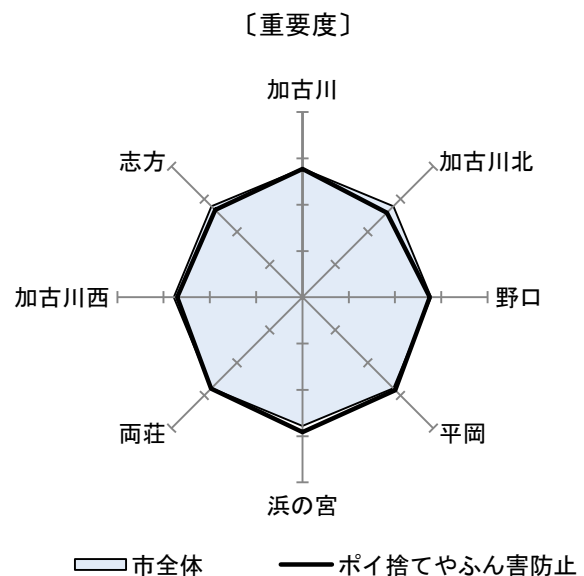 〔重要度〕
加古川
志方
加古川北
加古川西
野口
両荘
平岡
浜の宮
市全体
ポイ捨てやふん害防止